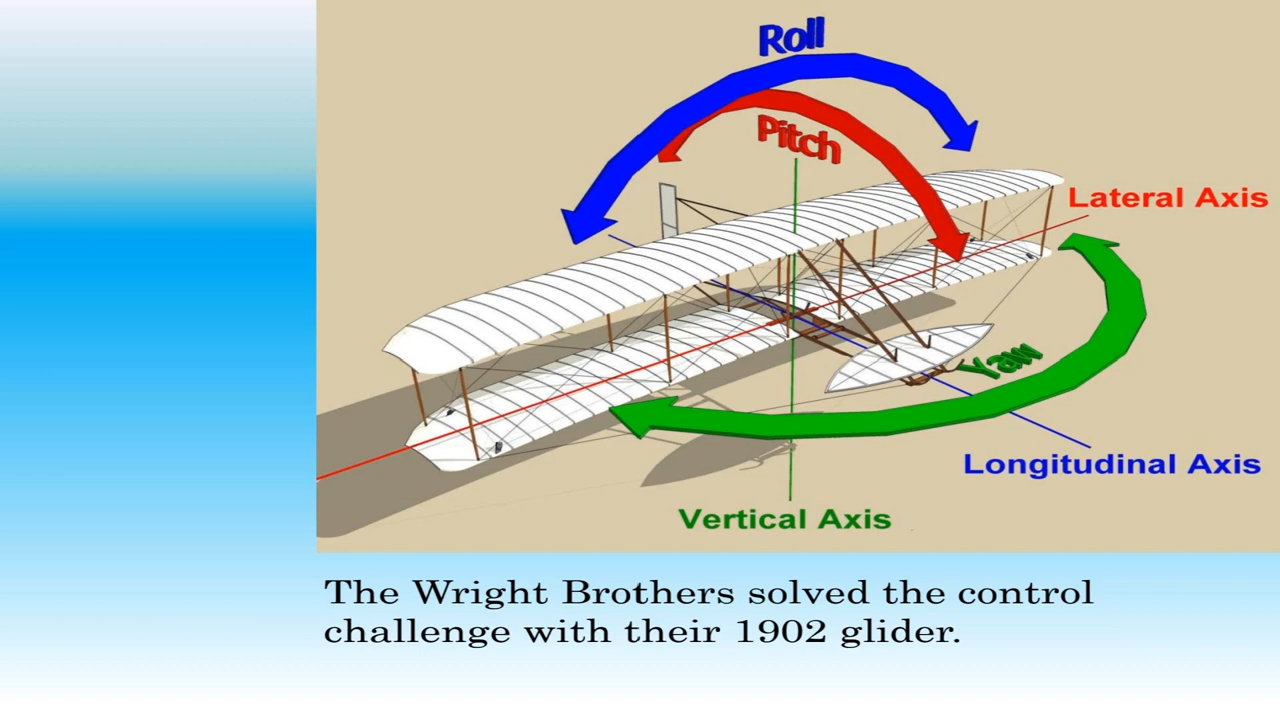 Roll
Pitch
Lateral Axis
Yaw
Longitudinal Axis
Vertical Axis
The Wright Brothers solved the control
challenge with their 1902 glider.